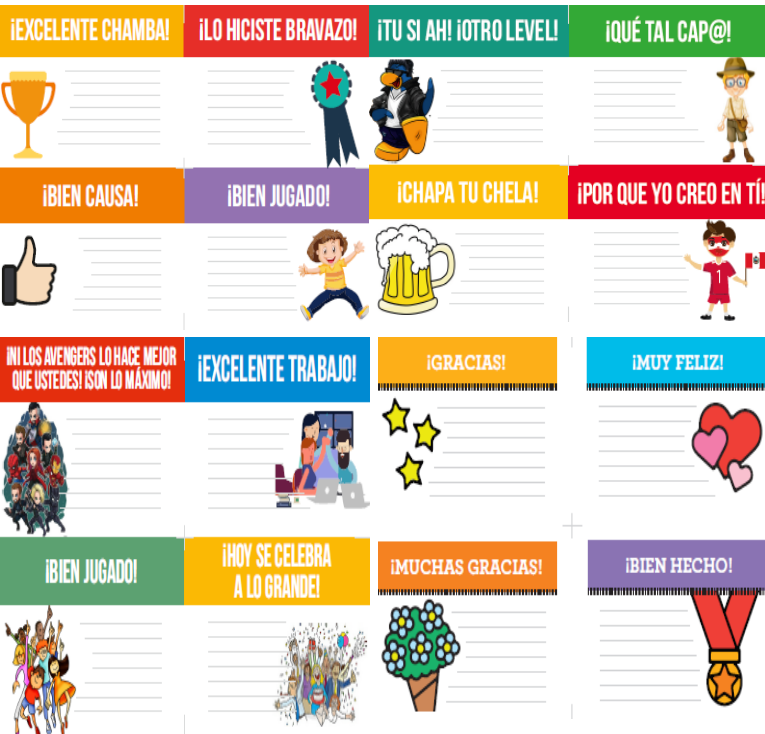 ¡EXCELENTE CHAMBA!
¡LO HICISTE BRAVAZO!
¡TU SI AH! ¡OTRO LEVEL!
¡QUÉ TAL CAP@!
¡BIEN CAUSA!
¡BIEN JUGADO!
¡CHAPA TU CHELA!
¡POR QUE YO CREO EN TÍ!
1
¡NI LOS AVENGERS LO HACE MEJOR
QUE USTEDES! ¡SON LO MÁXIMO!
¡EXCELENTE TRABAJO!
¡GRACIAS!
¡MUY FELIZ!
¡BIEN JUGADO!
¡HOY SE CELEBRA
A LO GRANDE!
¡MUCHAS GRACIAS!
¡BIEN HECHO!